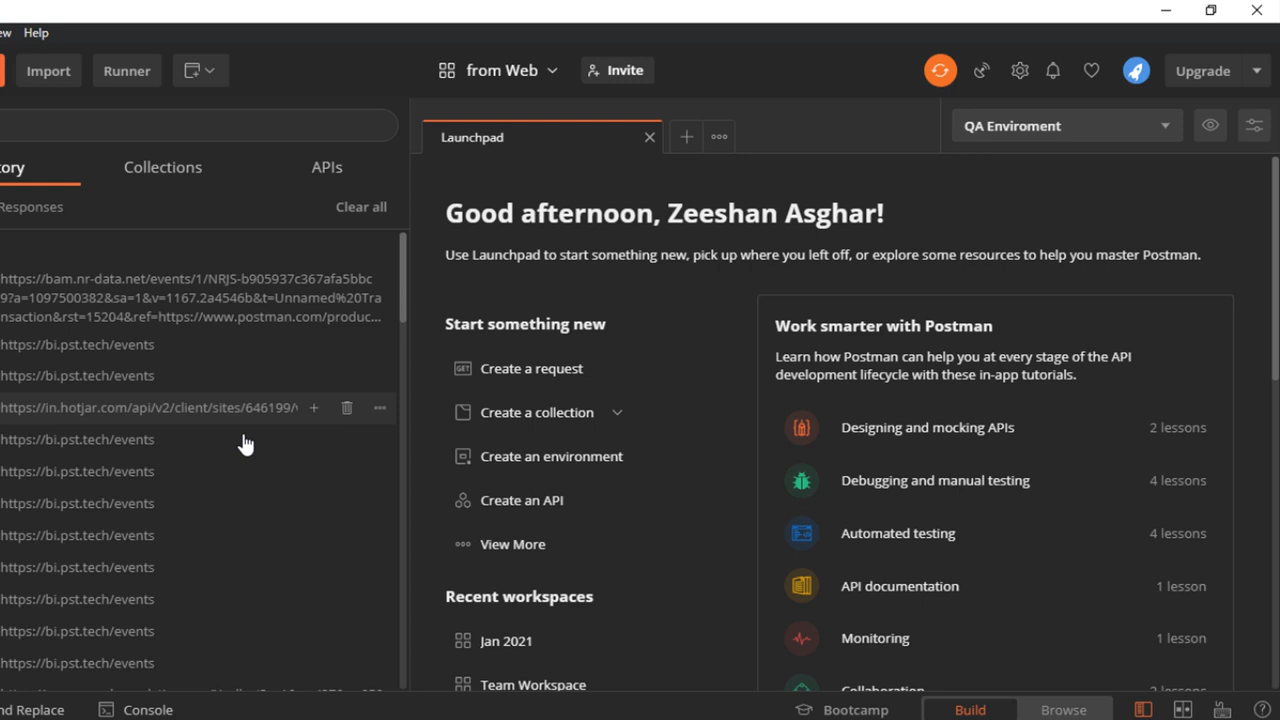 ew Help
Import
Runner
from Web
Invite
Upgrade
Launchpad
QA Enviroment
ory
Collections
APIs
Responses
Clear all
https://bam.nr-data.net/events/1/NRJS-b905937c367afa5bbc
9?a=1097500382&sa=1&v=1167.2a4546b&t=Unnamed%20Tra
nsaction&rst=15204&ref=https://www.postman.com/produc...
https://bi.pst.tech/events
https://bi.pst.tech/events
https://in.hotjar.com/api/v2/client/sites/646199/
https://bi.pst.tech/events
https://bi.pst.tech/events
https://bi.pst.tech/events
https://bi.pst.tech/events
https://bi.pst.tech/events
https://bi.pst.tech/events
https://bi.pst.tech/events
https://bi.pst.tech/events
Good afternoon, Zeeshan Asghar!
Use Launchpad to start something new, pick up where you left off, or explore some resources to help you master Postman.
Start something new
GET Create a request
Create a collection
Create an environment
Create an API
View More
Recent workspaces
Jan 2021
Team Workspace
Work smarter with Postman
Learn how Postman can help you at every stage of the API
development lifecycle with these in-app tutorials.
Designing and mocking APIs 2 lessons
Debugging and manual testing 4 lessons
Automated testing 4 lessons
API documentation 1 lesson
Monitoring 1 lesson
Collaboration 2 lessons
nd Replace
Console
Bootcamp
Build
Browse